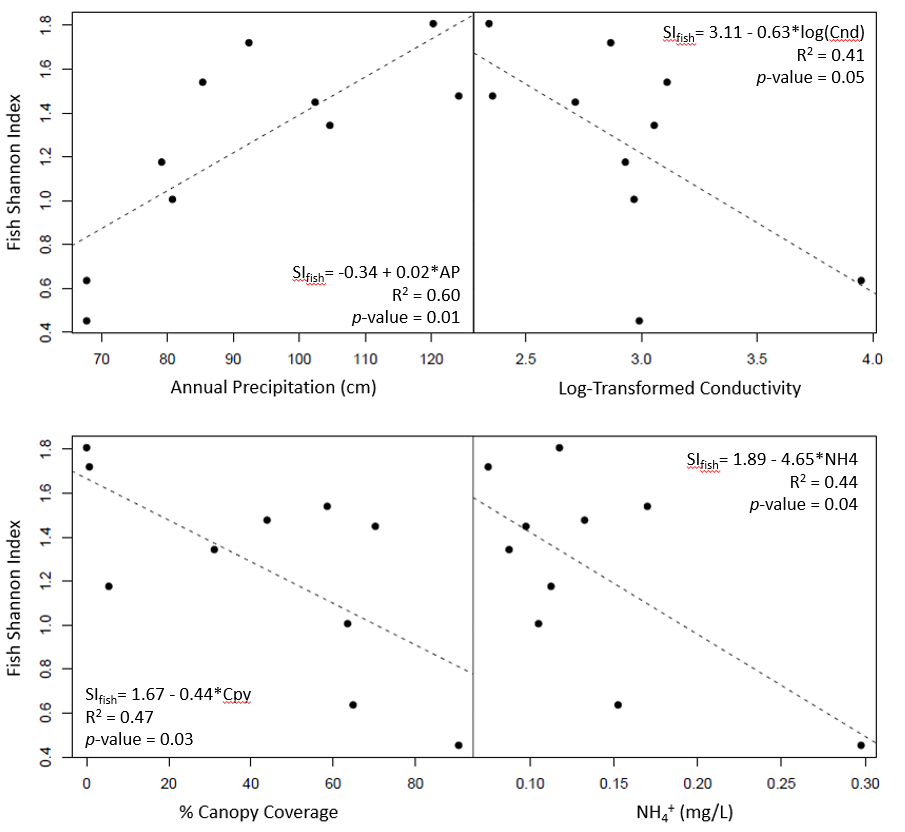 Fish Shannon Index
1.8
1.6
1.4
1.2
1.0
0.8
0.6
0.4
SIfish= -0.34 + 0.02*AP
R² = 0.60
p-value = 0.01
70 80 90 100 110 120
Annual Precipitation (cm)
SIfish= 3.11 - 0.63*log(Cnd)
R² = 0.41
p-value = 0.05
2.5 3.0 3.5 4.0
Log-Transformed Conductivity
Fish Shannon Index
1.8
1.6
1.4
1.2
1.0
0.8
0.6
0.4
SIfish= 1.67 - 0.44*Cpy
R² = 0.47
p-value = 0.03
0 20 40 60 80
% Canopy Coverage
SIfish= 1.89 - 4.65*NH4
R² = 0.44
p-value = 0.04
0.10 0.15 0.20 0.25 0.30
NH₄⁺ (mg/L)